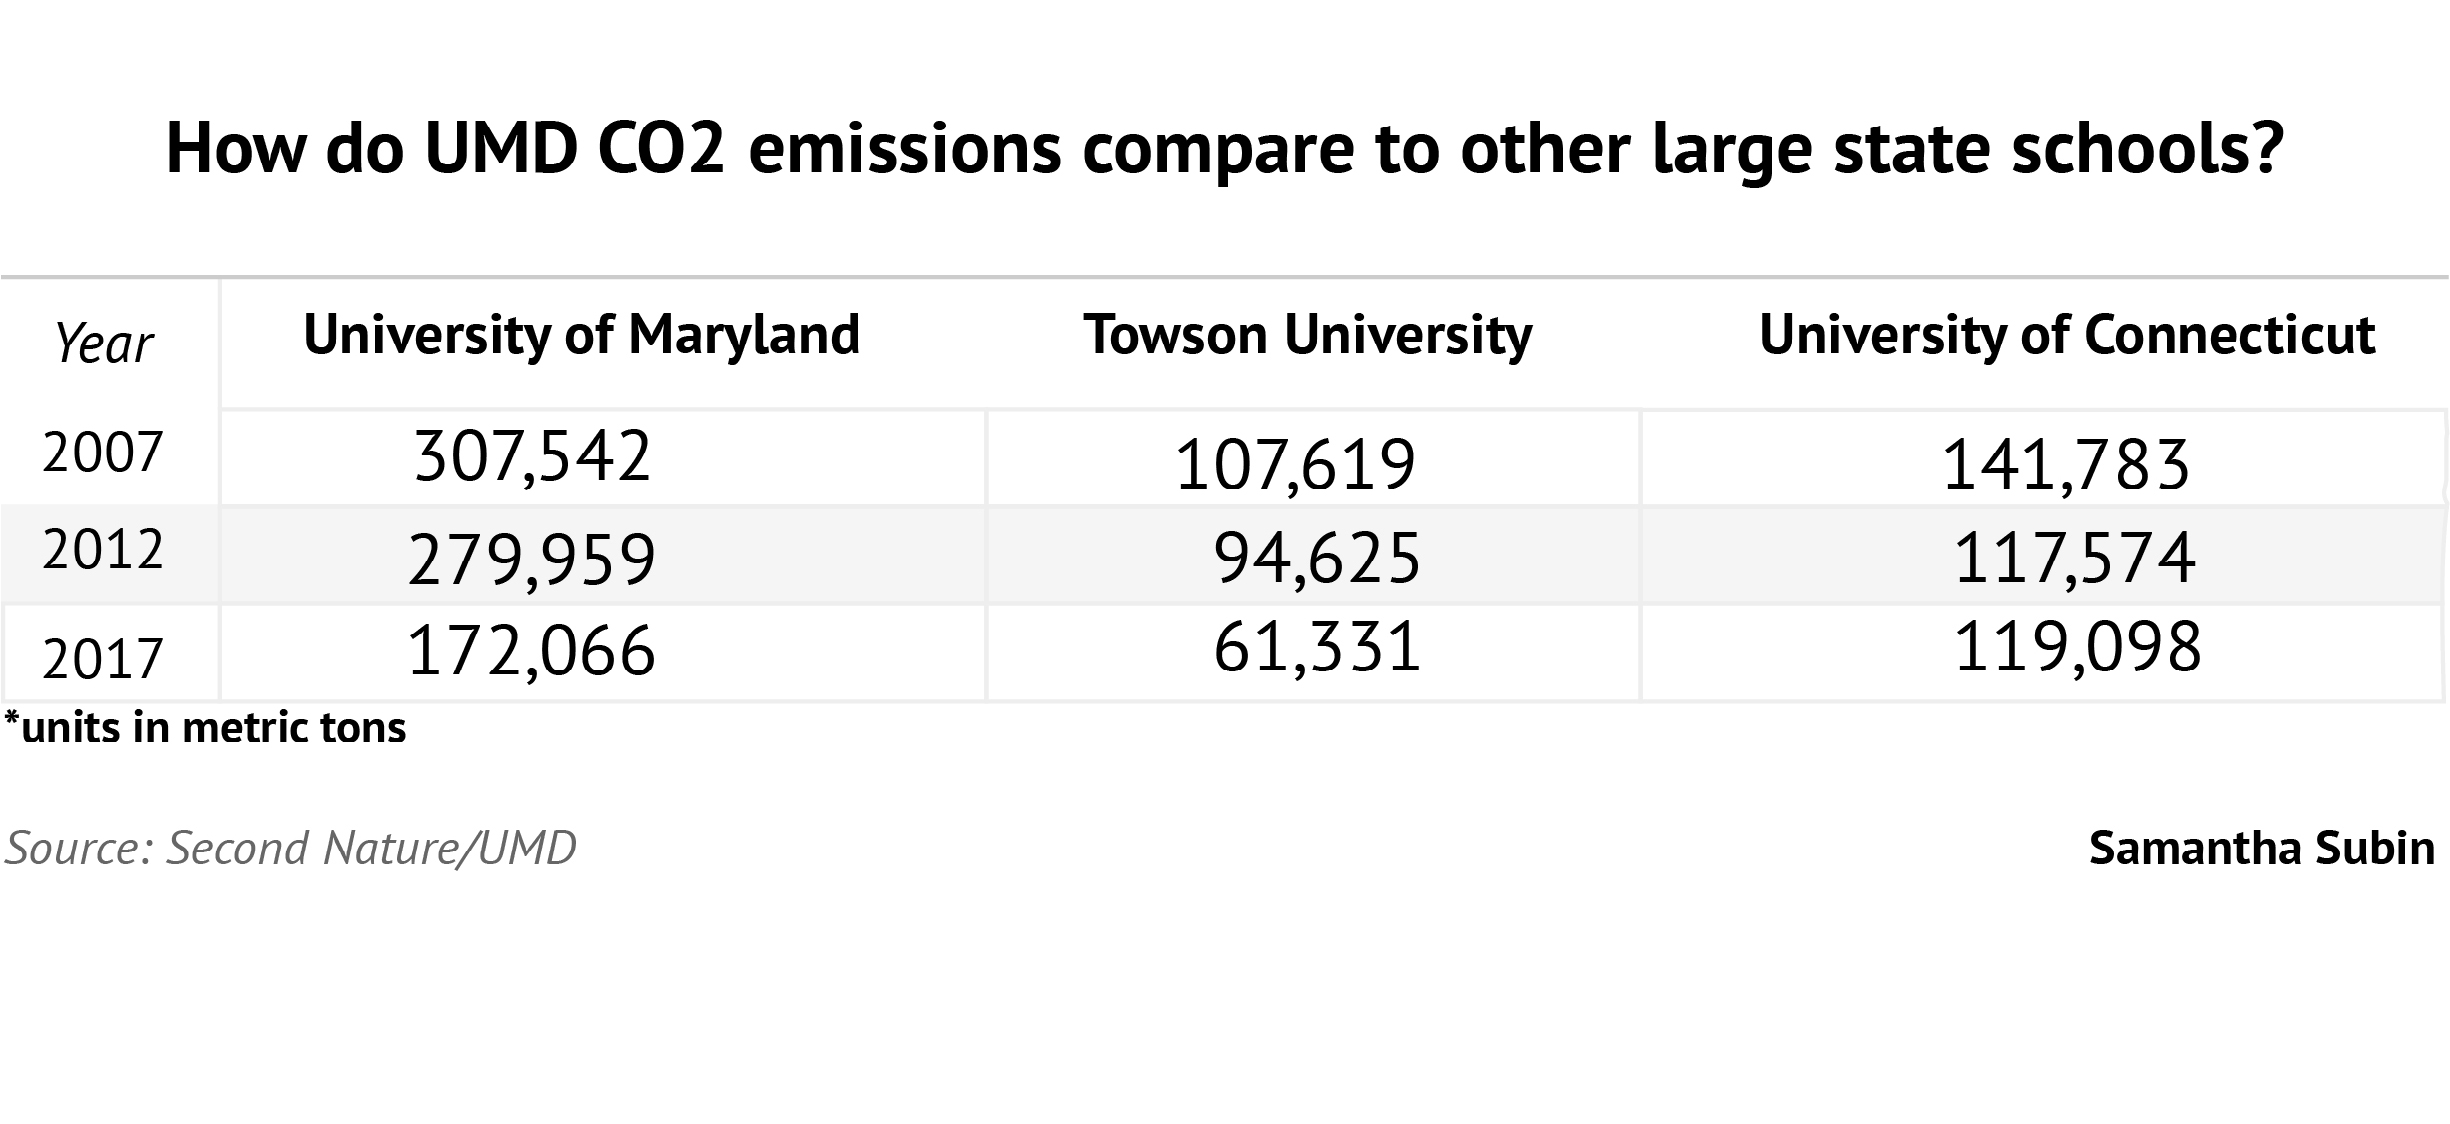 How do UMD CO2 emissions compare to other large state schools?
Year University of Maryland Towson University University of Connecticut
2007 307,542 107,619 141,783
2012 279,959 94,625 117,574
2017 172,066 61,331 119,098
*units in metric tons
Source: Second Nature/UMD Samantha Subin